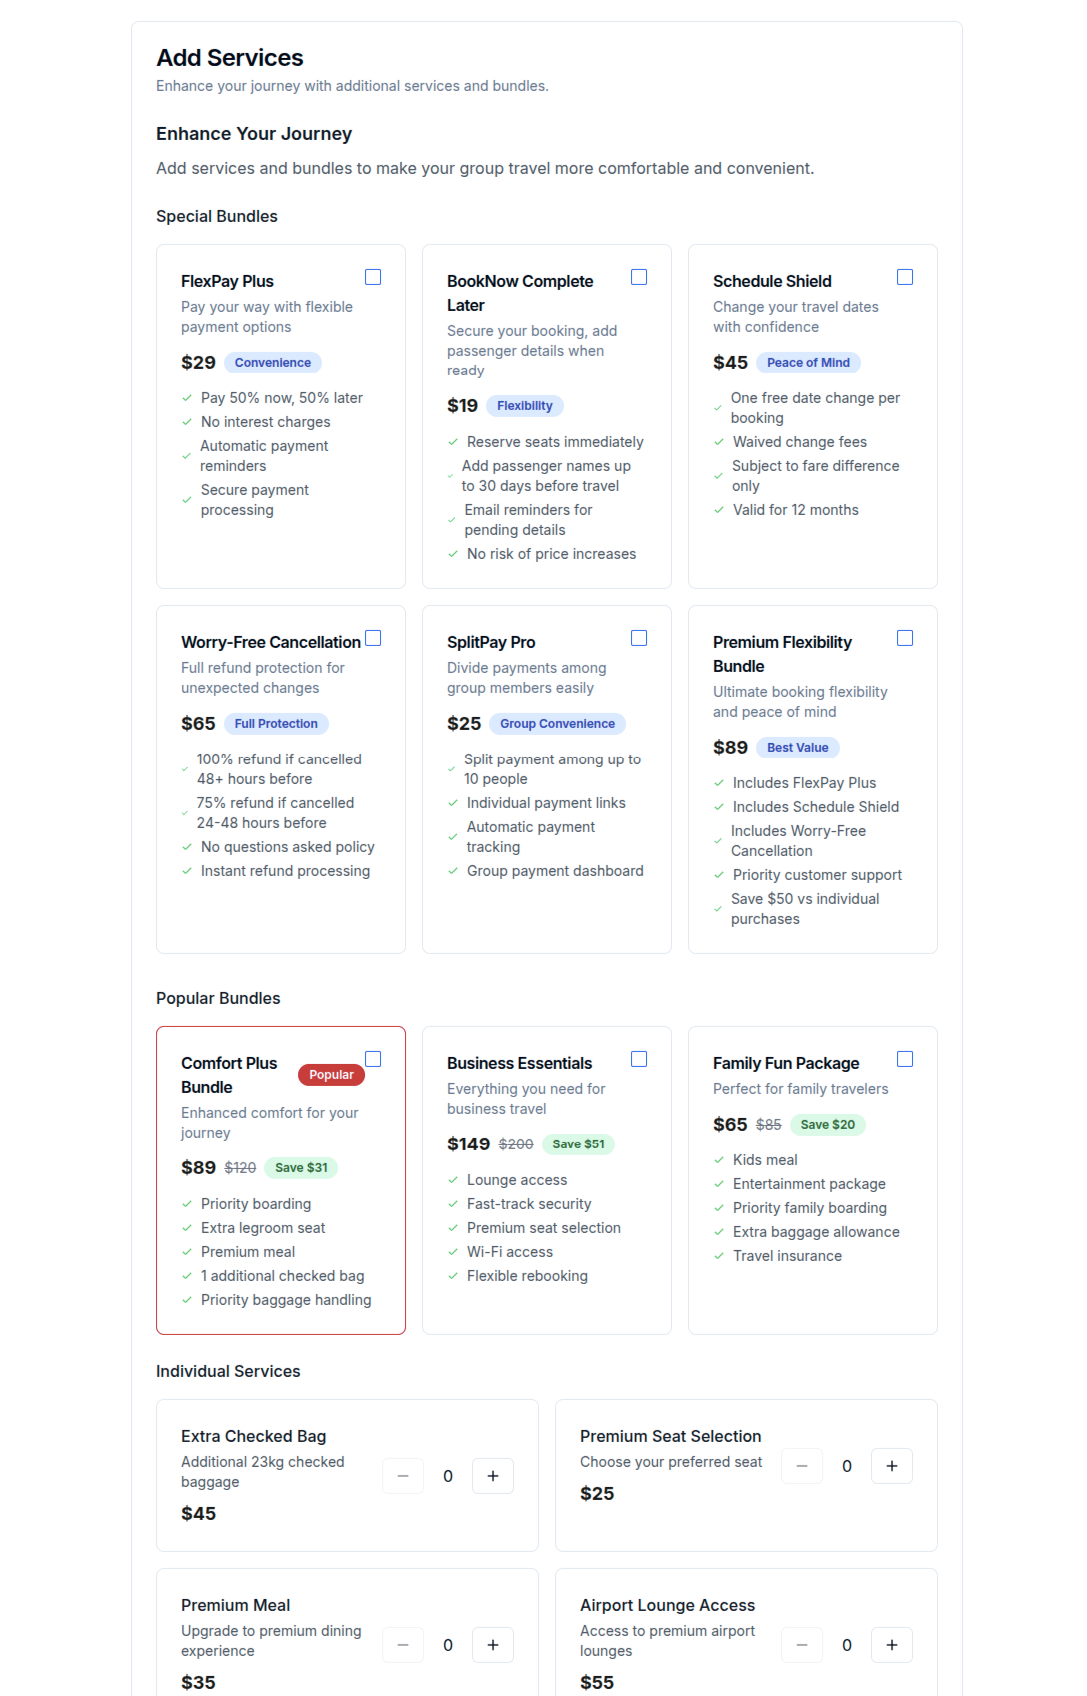 Add Services
Enhance your journey with additional services and bundles.
Enhance Your Journey
Add services and bundles to make your group travel more comfortable and convenient.
Special Bundles
FlexPay Plus
Pay your way with flexible
payment options
$29 Convenience
Pay 50% now, 50% later
No interest charges
Automatic payment
reminders
Secure payment
processing
BookNow Complete
Later
Secure your booking, add
passenger details when
ready
$19 Flexibility
Reserve seats immediately
Add passenger names up
to 30 days before travel
Email reminders for
pending details
No risk of price increases
Schedule Shield
Change your travel dates
with confidence
$45 Peace of Mind
One free date change per
booking
Waived change fees
Subject to fare difference
only
Valid for 12 months
Worry-Free Cancellation
Full refund protection for
unexpected changes
$65 Full Protection
100% refund if cancelled
48+ hours before
75% refund if cancelled
24-48 hours before
No questions asked policy
Instant refund processing
SplitPay Pro
Divide payments among
group members easily
$25 Group Convenience
Split payment among up to
10 people
Individual payment links
Automatic payment
tracking
Group payment dashboard
Premium Flexibility
Bundle
Ultimate booking flexibility
and peace of mind
$89 Best Value
Includes FlexPay Plus
Includes Schedule Shield
Includes Worry-Free
Cancellation
Priority customer support
Save $50 vs individual
purchases
Popular Bundles
Comfort Plus
Bundle
Popular
Enhanced comfort for your
journey
$89 $120 Save $31
Priority boarding
Extra legroom seat
Premium meal
1 additional checked bag
Priority baggage handling
Business Essentials
Everything you need for
business travel
$149 $200 Save $51
Lounge access
Fast-track security
Premium seat selection
Wi-Fi access
Flexible rebooking
Family Fun Package
Perfect for family travelers
$65 $85 Save $20
Kids meal
Entertainment package
Priority family boarding
Extra baggage allowance
Travel insurance
Individual Services
Extra Checked Bag
Additional 23kg checked
baggage
$45
0
Premium Seat Selection
Choose your preferred seat
$25
0
Premium Meal
Upgrade to premium dining
experience
$35
0
Airport Lounge Access
Access to premium airport
lounges
$55
0